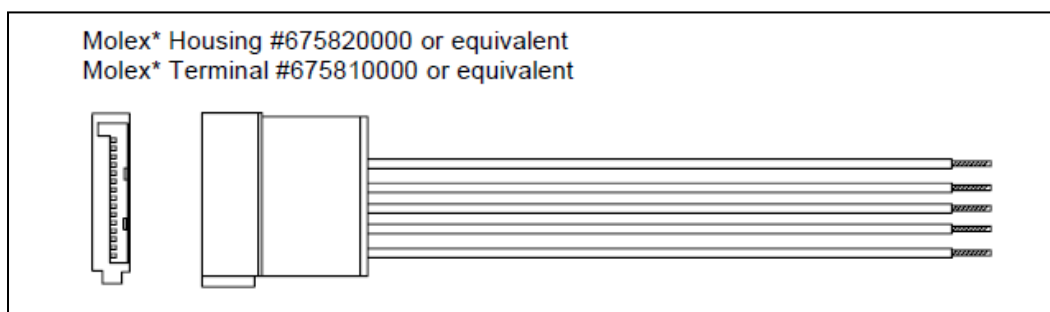 Molex* Housing #675820000 or equivalent
Molex* Terminal #675810000 or equivalent